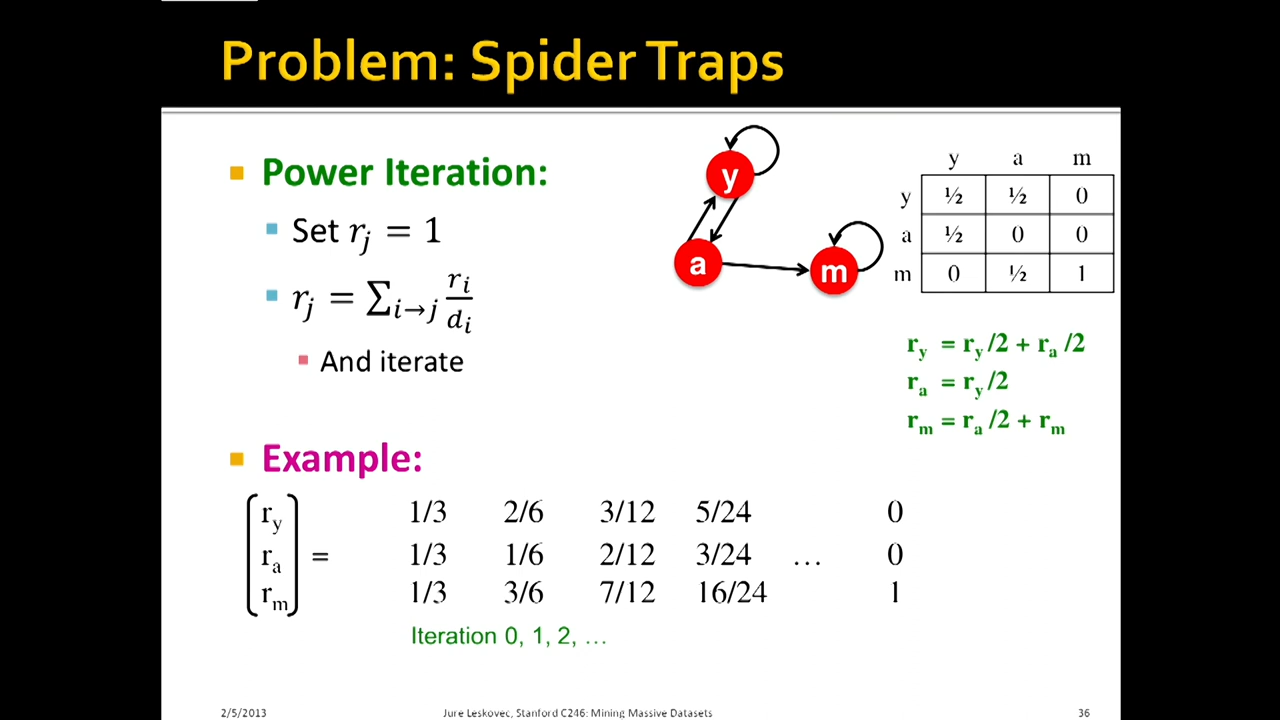 Problem: Spider Traps
Power Iteration:
Set r_j = 1
r_j = ∑_{i→j} r_i/d_i
And iterate
y
a
m
y a m
y ½ ½ 0
a ½ 0 0
m 0 ½ 1
r_y = r_y/2 + r_a/2
r_a = r_y/2
r_m = r_a/2 + r_m
Example:
r_y 1/3 2/6 3/12 5/24 0
r_a = 1/3 1/6 2/12 3/24 … 0
r_m 1/3 3/6 7/12 16/24 1
Iteration 0, 1, 2, …
2/5/2013 Jure Leskovec, Stanford C246: Mining Massive Datasets 36